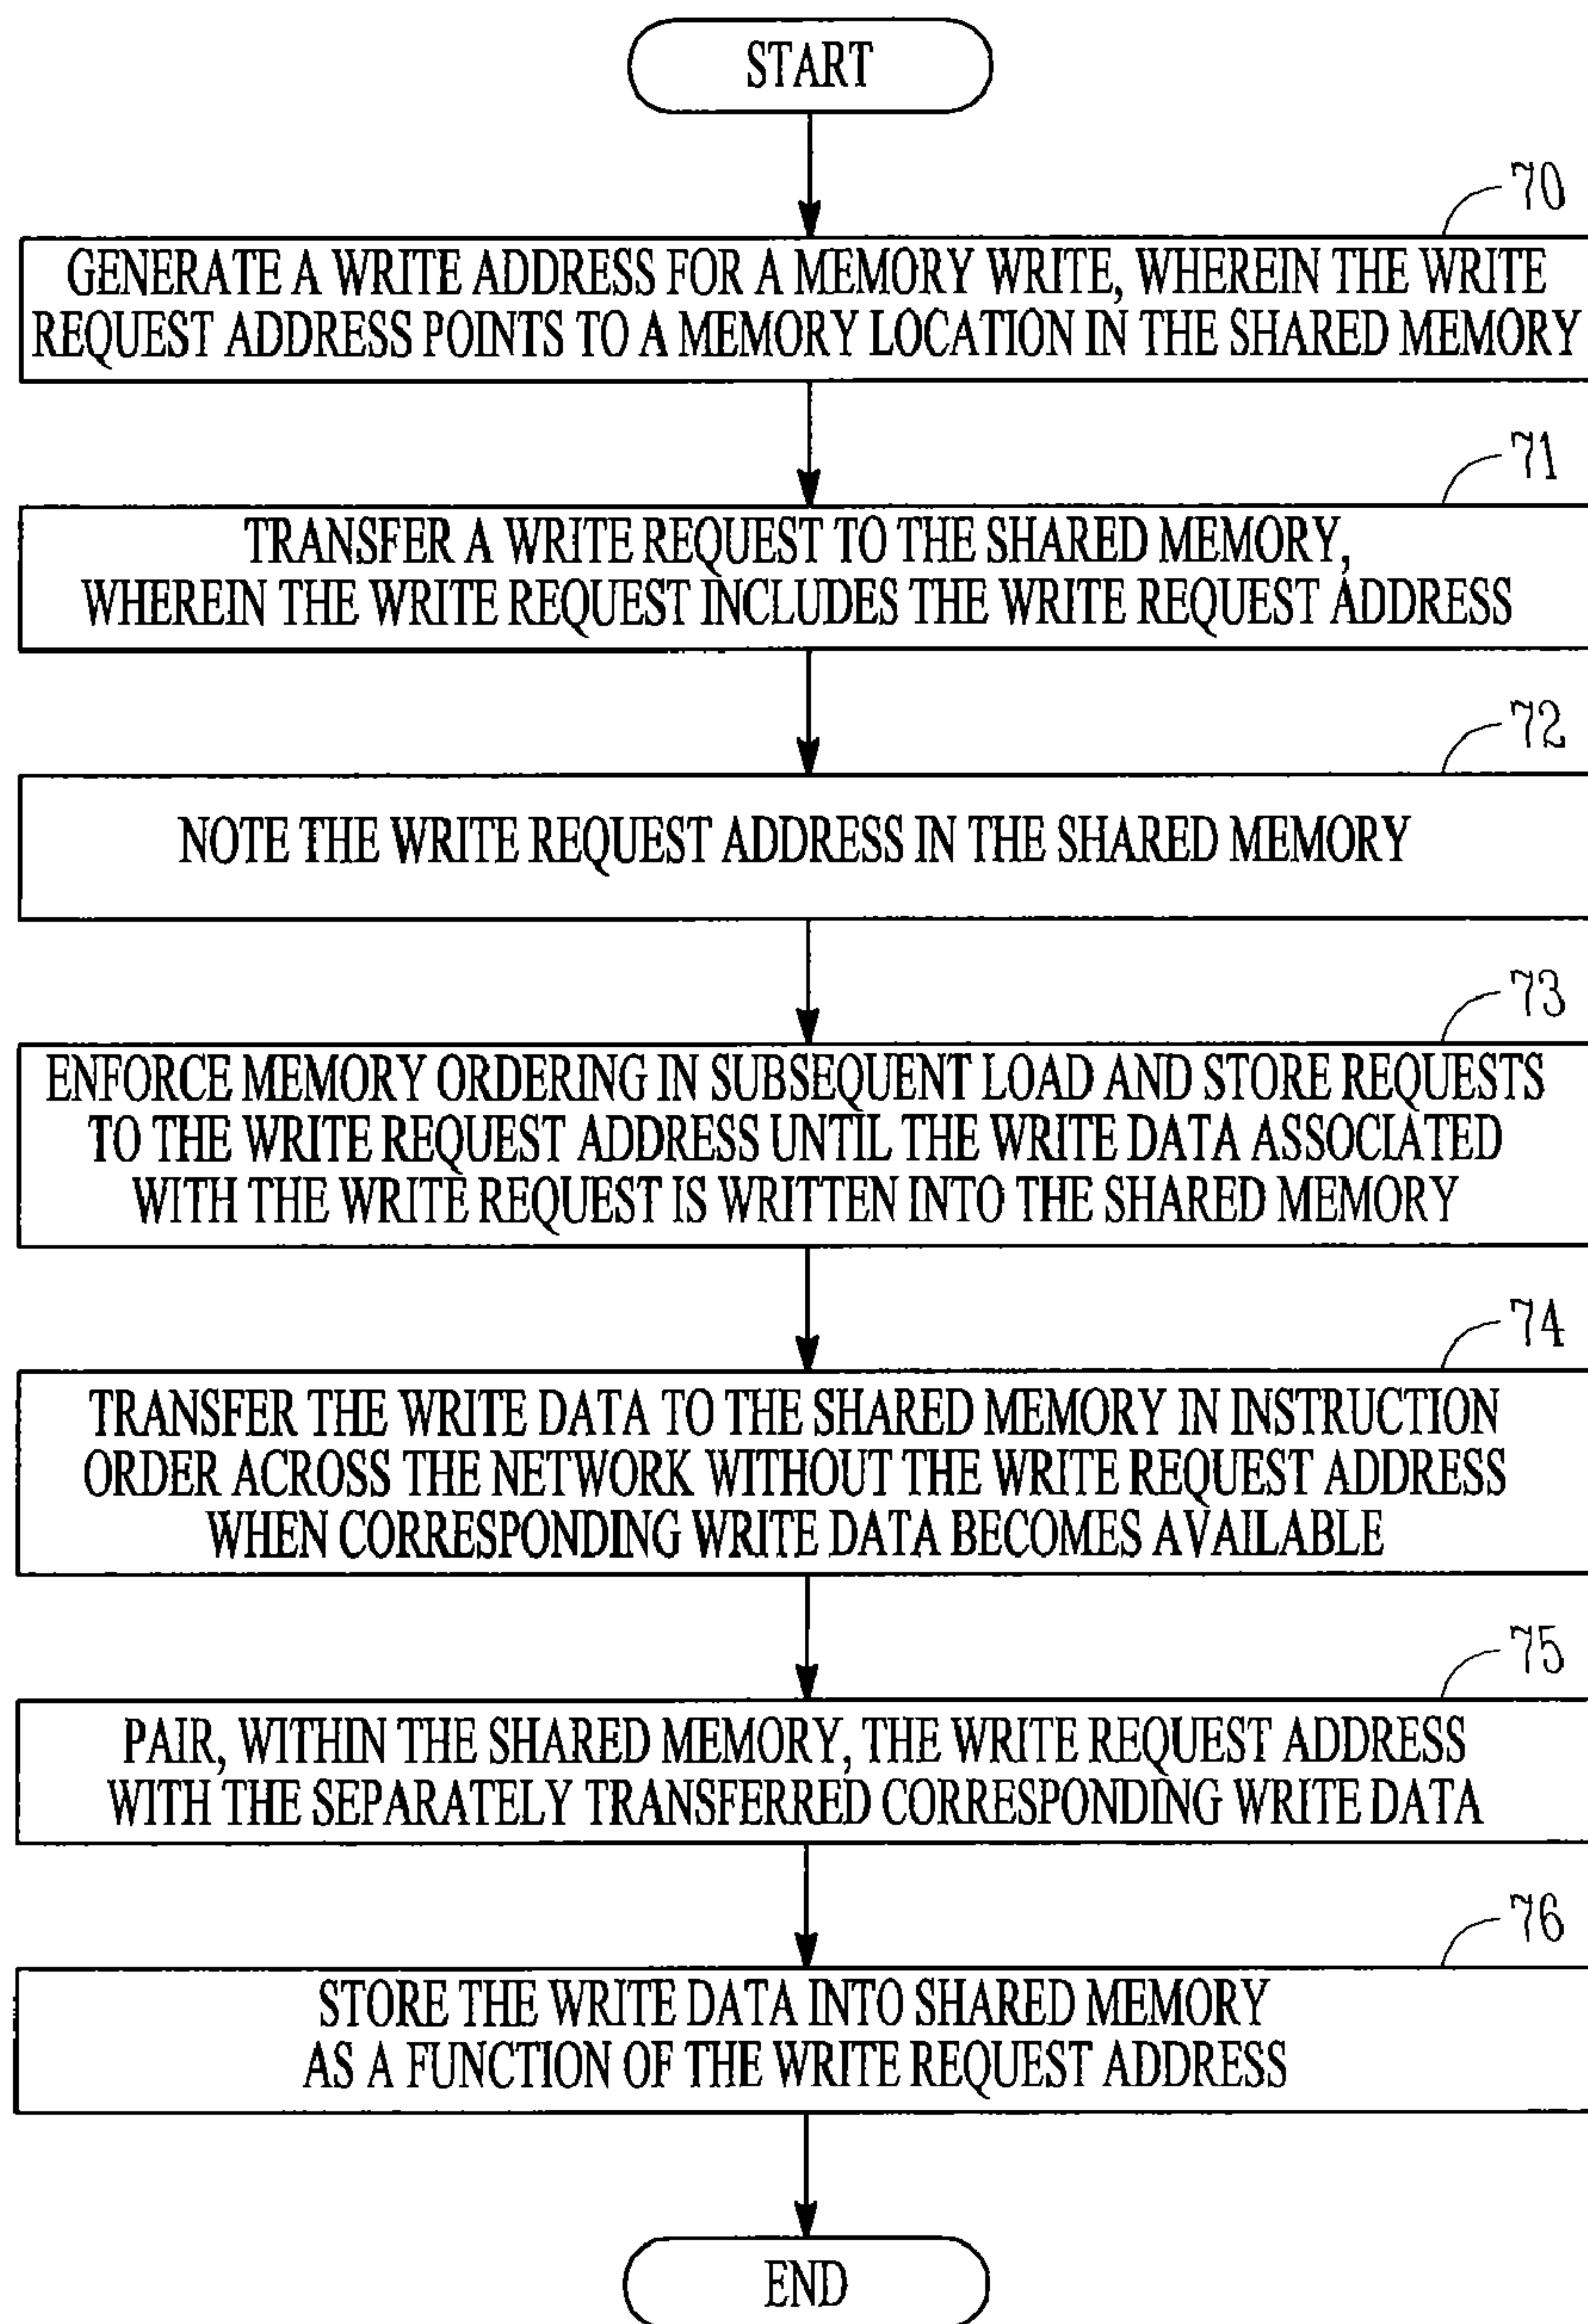 START
70
GENERATE A WRITE ADDRESS FOR A MEMORY WRITE, WHEREIN THE WRITE
REQUEST ADDRESS POINTS TO A MEMORY LOCATION IN THE SHARED MEMORY
71
TRANSFER A WRITE REQUEST TO THE SHARED MEMORY,
WHEREIN THE WRITE REQUEST INCLUDES THE WRITE REQUEST ADDRESS
72
NOTE THE WRITE REQUEST ADDRESS IN THE SHARED MEMORY
73
ENFORCE MEMORY ORDERING IN SUBSEQUENT LOAD AND STORE REQUESTS
TO THE WRITE REQUEST ADDRESS UNTIL THE WRITE DATA ASSOCIATED
WITH THE WRITE REQUEST IS WRITTEN INTO THE SHARED MEMORY
74
TRANSFER THE WRITE DATA TO THE SHARED MEMORY IN INSTRUCTION
ORDER ACROSS THE NETWORK WITHOUT THE WRITE REQUEST ADDRESS
WHEN CORRESPONDING WRITE DATA BECOMES AVAILABLE
75
PAIR, WITHIN THE SHARED MEMORY, THE WRITE REQUEST ADDRESS
WITH THE SEPARATELY TRANSFERRED CORRESPONDING WRITE DATA
76
STORE THE WRITE DATA INTO SHARED MEMORY
AS A FUNCTION OF THE WRITE REQUEST ADDRESS
END